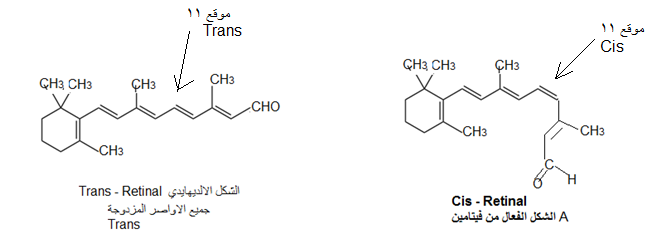 موقع ١١
Trans
CH3, CH3
CH3
CH3
CHO
CH3
Trans - Retinal الشكل الالديهايدي
جميع الاواصر المزدوجة
Trans
موقع ١١
Cis
CH3, CH3
CH3
CH3
CH3
C
O
H
Cis - Retinal
الشكل الفعال من فيتامين A